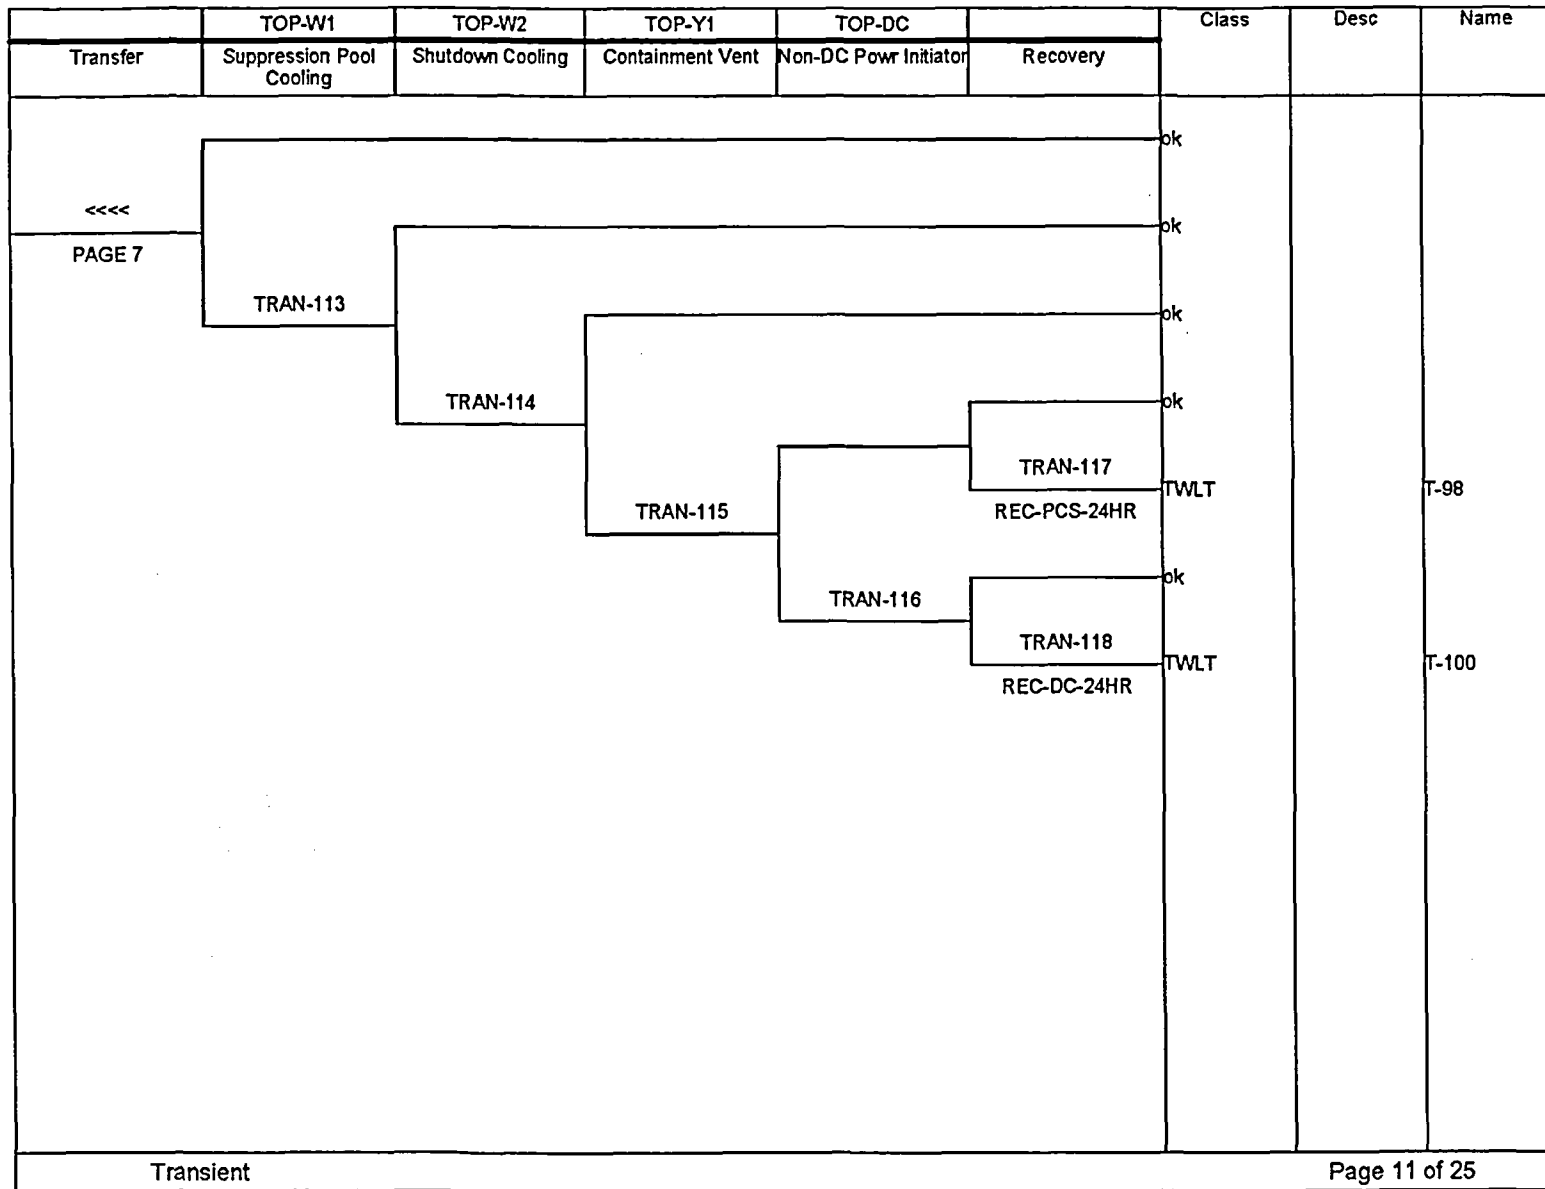 TOP-W1 TOP-W2 TOP-Y1 TOP-DC Class Desc Name
Transfer Suppression Pool Cooling Shutdown Cooling Containment Vent Non-DC Powr Initiator Recovery
ok
<<<<
ok
PAGE 7
TRAN-113
ok
TRAN-114
ok
TRAN-117
TWLT T-98
TRAN-115
REC-PCS-24HR
ok
TRAN-116
TRAN-118
TWLT T-100
REC-DC-24HR
Transient Page 11 of 25